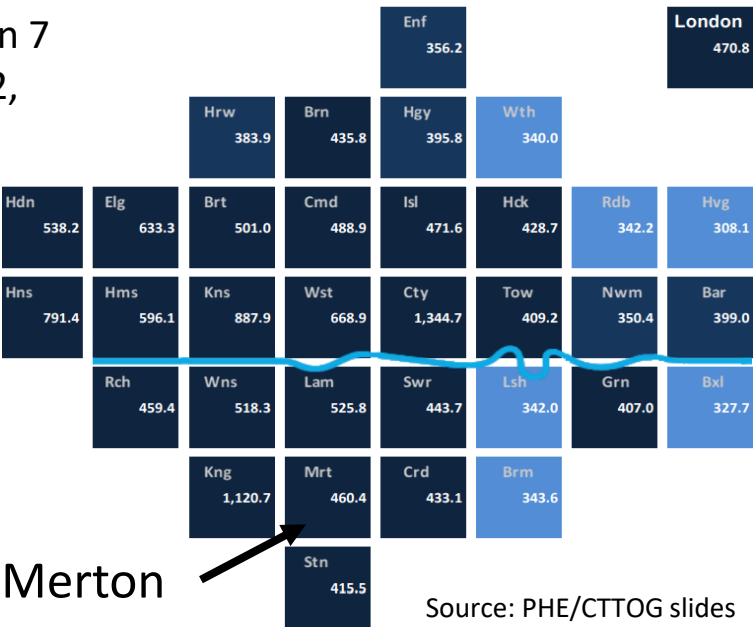 n 7
2,
Enf
356.2
London
470.8
Hrw
383.9
Brn
435.8
Hgy
395.8
Wth
340.0
Hdn
538.2
Elg
633.3
Brt
501.0
Cmd
488.9
Isl
471.6
Hck
428.7
Rdb
342.2
Hvg
308.1
Hns
791.4
Hms
596.1
Kns
887.9
Wst
668.9
Cty
1,344.7
Tow
409.2
Nwm
350.4
Bar
399.0
Rch
459.4
Wns
518.3
Lam
525.8
Swr
443.7
Lsh
342.0
Grn
407.0
Bxl
327.7
Kng
1,120.7
Mrt
460.4
Crd
433.1
Brm
343.6
Merton
Stn
415.5
Source: PHE/CTTOG slides